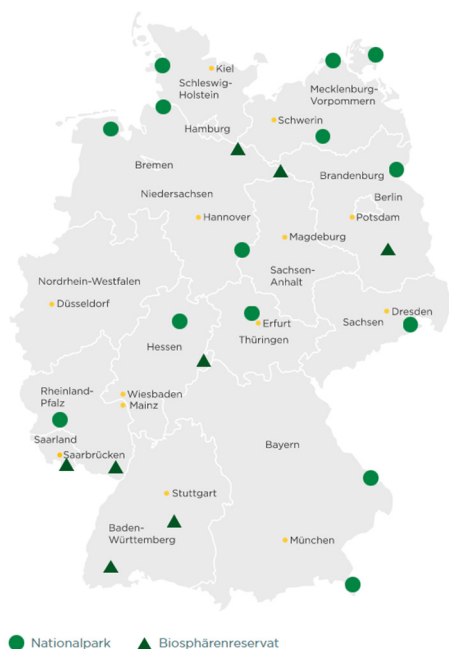 Kiel
Schleswig-
Holstein
Mecklenburg-
Vorpommern
Schwerin
Hamburg
Bremen
Brandenburg
Niedersachsen
Berlin
Hannover
Potsdam
Magdeburg
Sachsen-
Anhalt
Nordrhein-Westfalen
Düsseldorf
Dresden
Sachsen
Erfurt
Thüringen
Hessen
Rheinland-
Pfalz
Wiesbaden
Mainz
Saarland
Saarbrücken
Bayern
Stuttgart
Baden-
Württemberg
München
Nationalpark
Biosphärenreservat